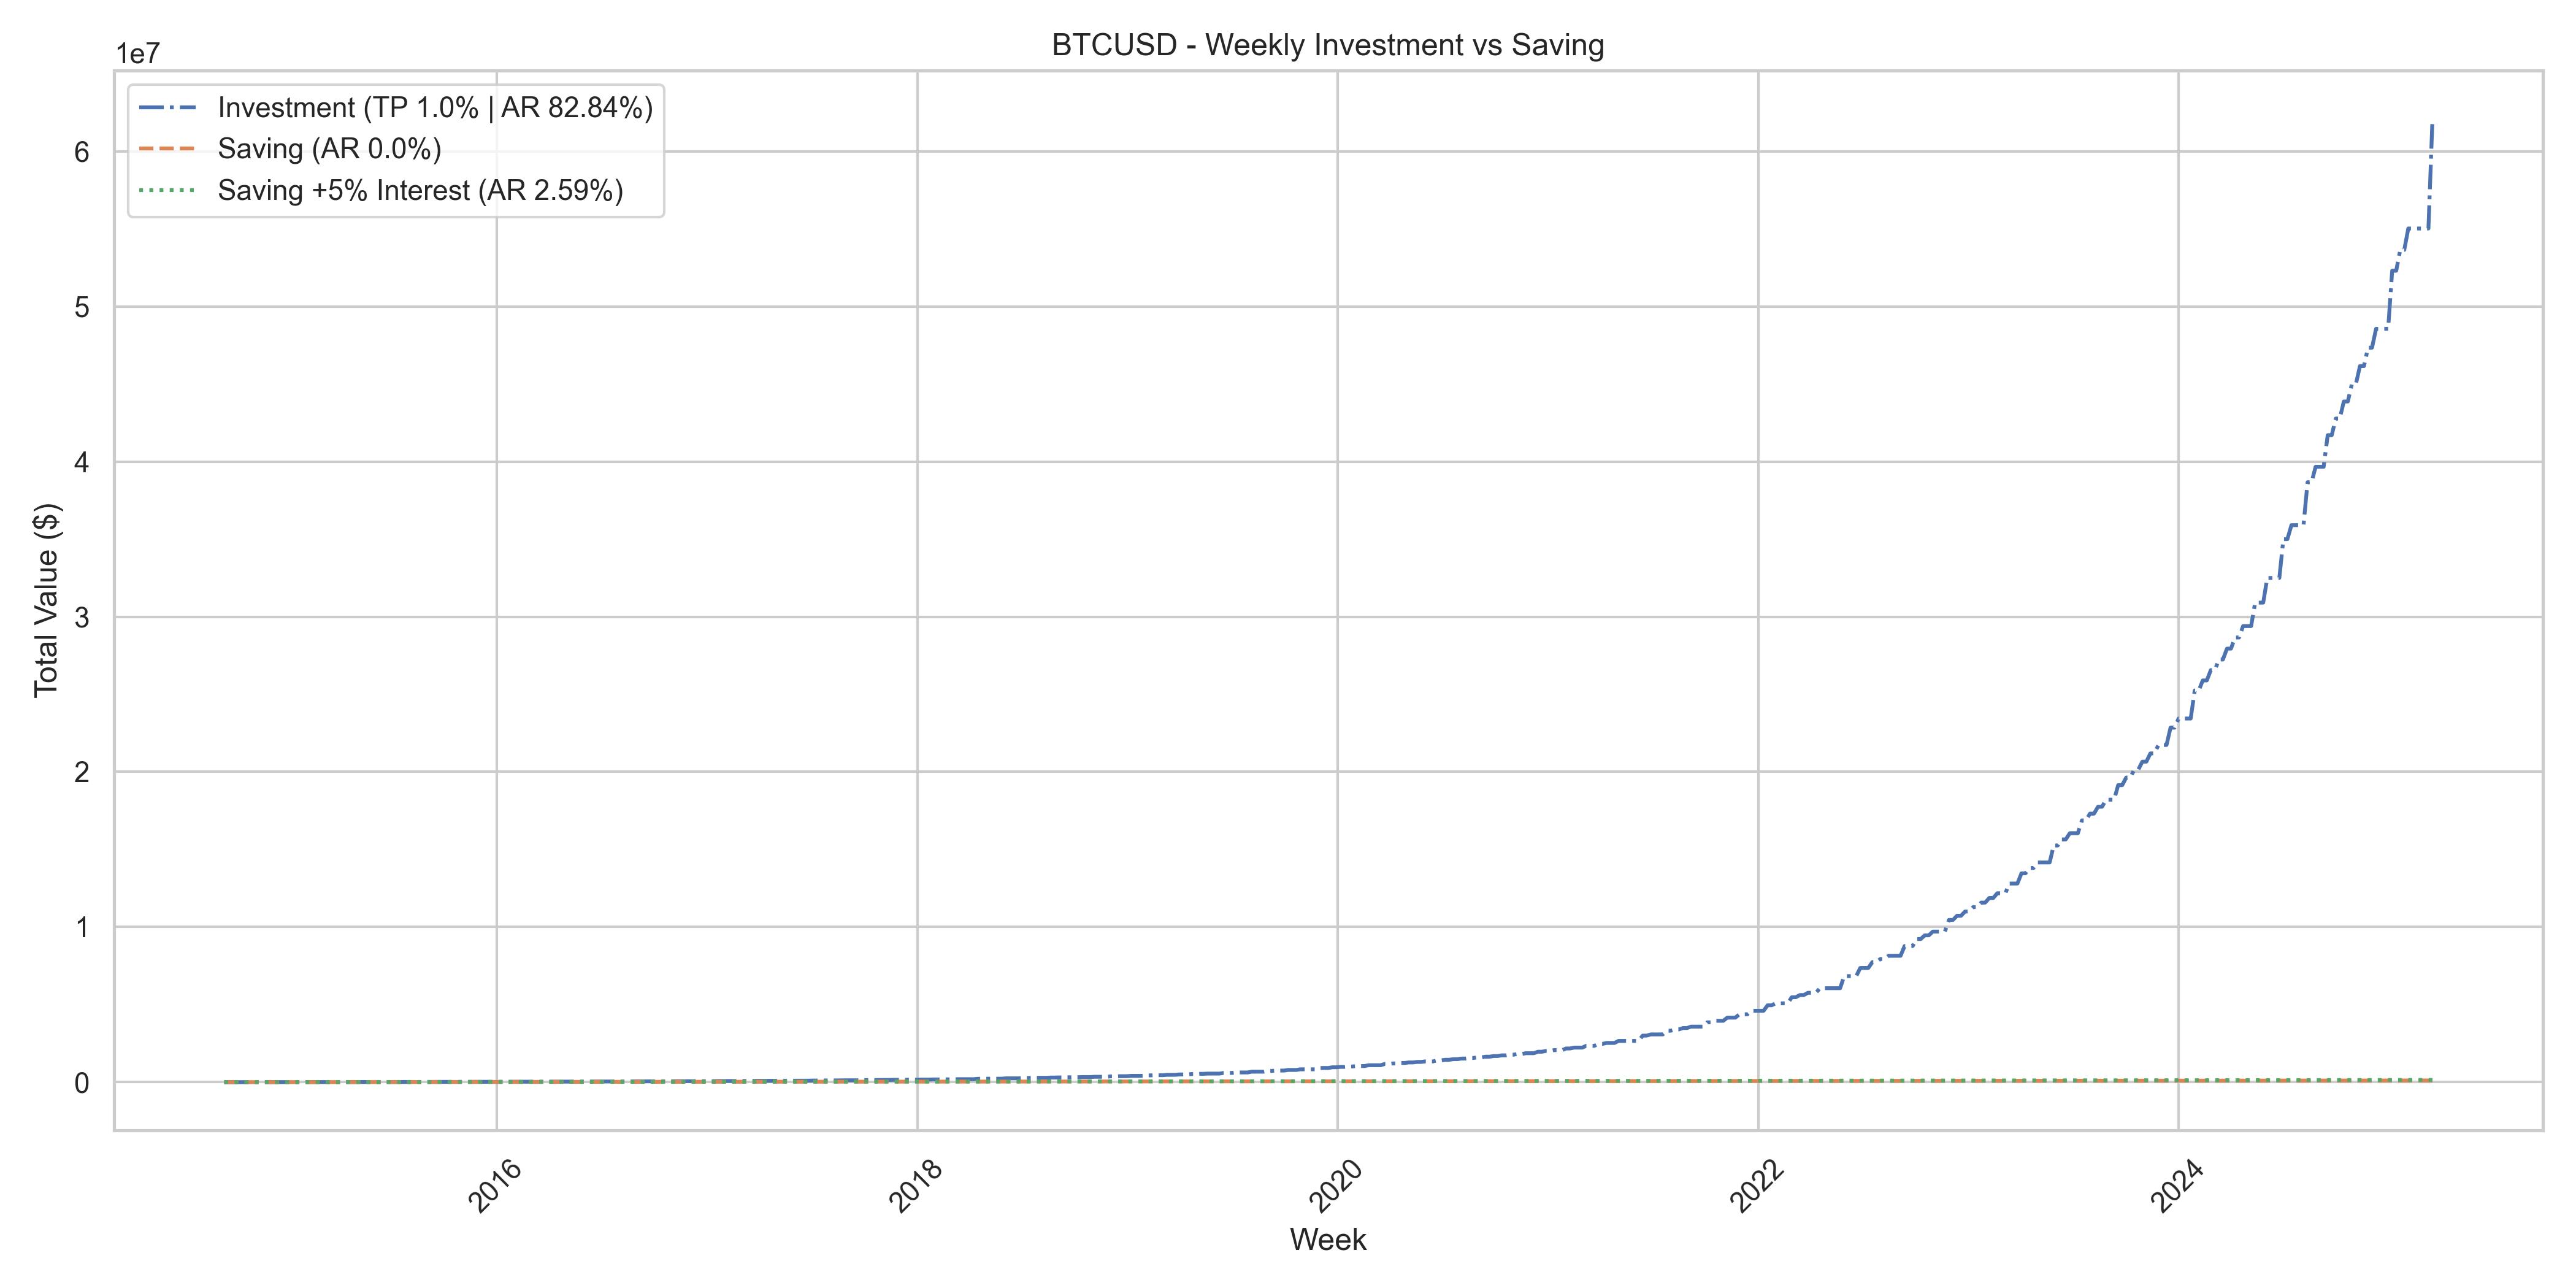 BTCUSD - Weekly Investment vs Saving
1e7
Investment (TP 1.0% | AR 82.84%)
Saving (AR 0.0%)
Saving +5% Interest (AR 2.59%)
6
5
4
3
2
1
0
Total Value ($)
2016
2018
2020
2022
2024
Week